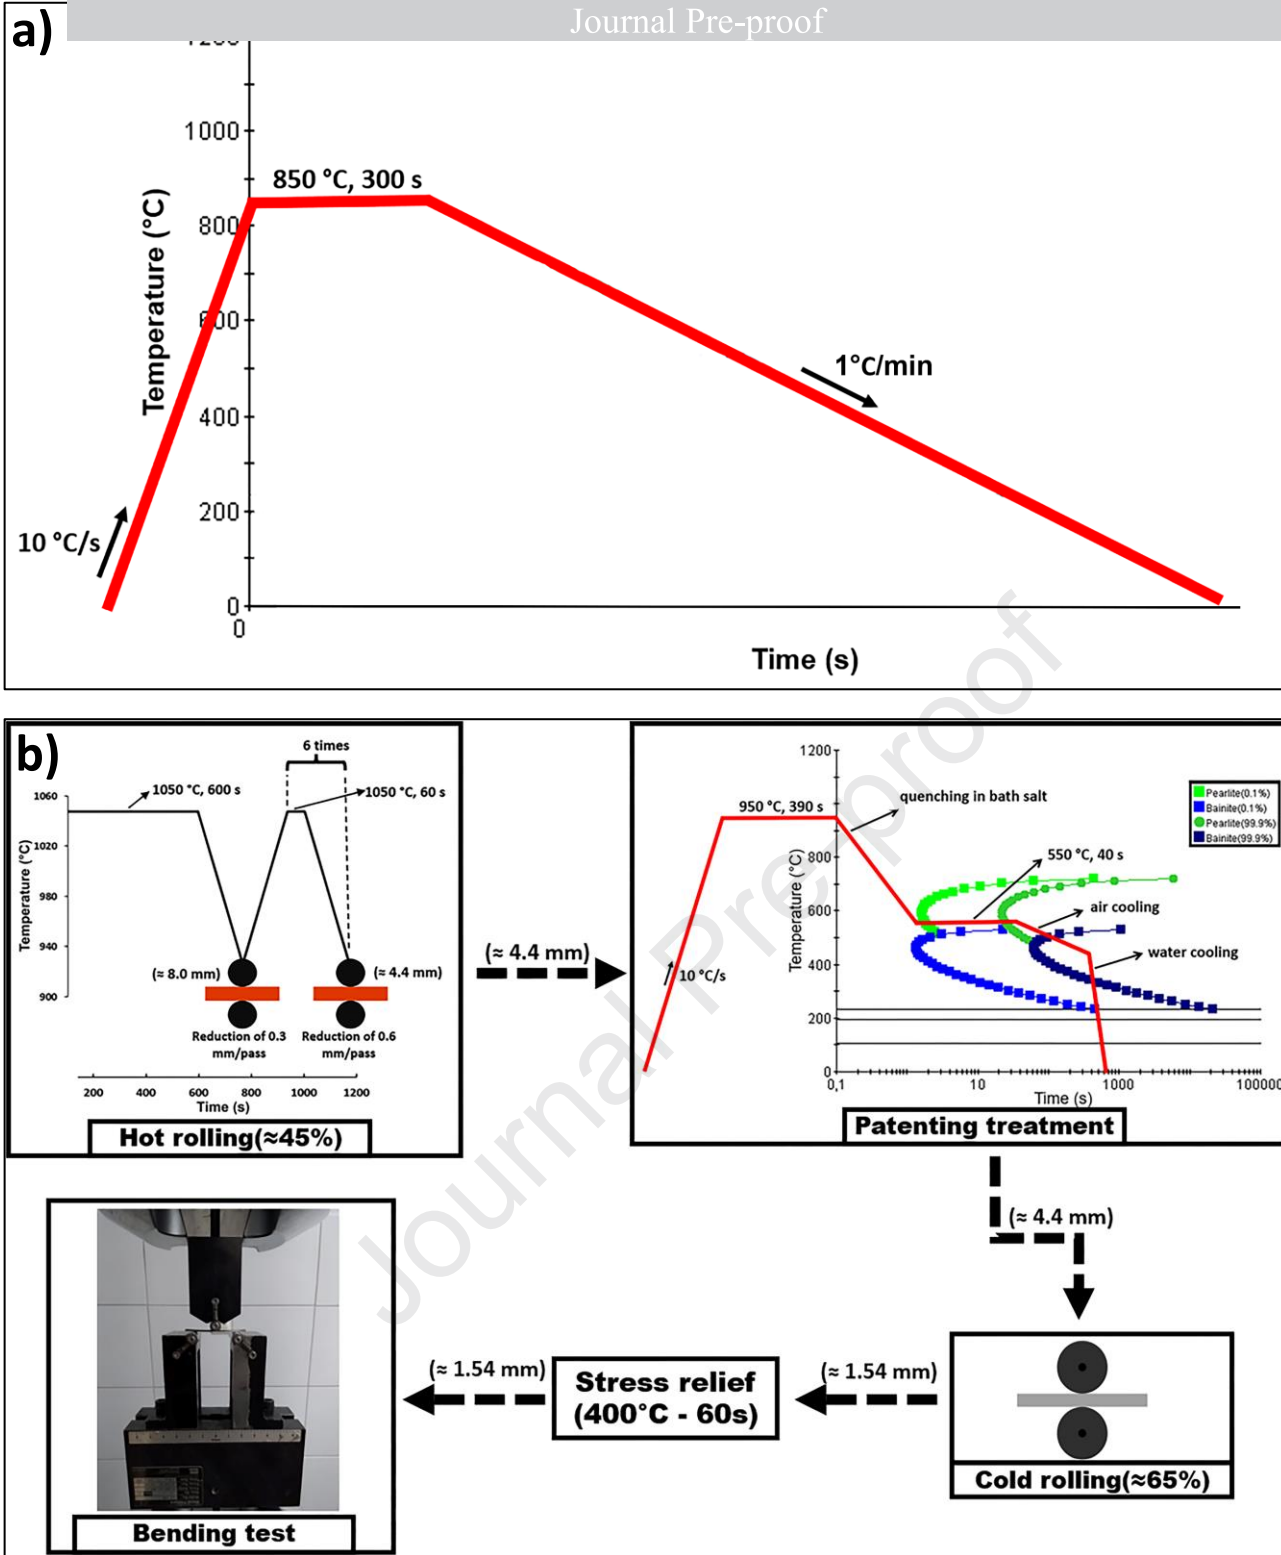 Journal Pre-proof
a)
1200
1000
800
600
400
200
0
0
Temperature (°C)
850 °C, 300 s
1°C/min
10 °C/s
Time (s)
b)
6 times
1050 °C, 600 s
1050 °C, 60 s
1060
1020
980
940
900
Temperature (°C)
(≈ 8.0 mm)
(≈ 4.4 mm)
Reduction of 0.3
mm/pass
Reduction of 0.6
mm/pass
200 400 600 800 1000 1200
Time (s)
Hot rolling(≈45%)
(≈ 4.4 mm)
1200
800
600
400
200
0
Temperature (°C)
950 °C, 390 s
quenching in bath salt
Pearlite(0.1%)
Bainite(0.1%)
Pearlite(99.9%)
Bainite(99.9%)
550 °C, 40 s
air cooling
water cooling
10 °C/s
0,1 10 1000 100000
Time (s)
Patenting treatment
(≈ 4.4 mm)
Cold rolling(≈65%)
(≈ 1.54 mm)
Stress relief
(400°C - 60s)
(≈ 1.54 mm)
Bending test
Journal Pre-proof